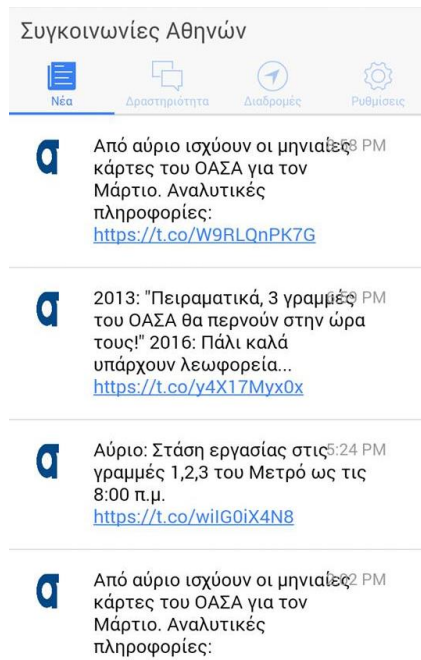 Συγκοινωνίες Αθηνών
Νέα
Δραστηριότητα
Διαδρομές
Ρυθμίσεις
Από αύριο ισχύουν οι μηνιαίες
κάρτες του ΟΑΣΑ για τον
Μάρτιο. Αναλυτικές
πληροφορίες:
https://t.co/W9RLQnPK7G
2013: "Πειραματικά, 3 γραμμές
του ΟΑΣΑ θα περνούν στην ώρα
τους!" 2016: Πάλι καλά
υπάρχουν λεωφορεία...
https://t.co/y4X17Myx0x
Αύριο: Στάση εργασίας στις 5:24 PM
γραμμές 1,2,3 του Μετρό ως τις
8:00 π.μ.
https://t.co/wiIG0iX4N8
Από αύριο ισχύουν οι μηνιαίες
κάρτες του ΟΑΣΑ για τον
Μάρτιο. Αναλυτικές
πληροφορίες: